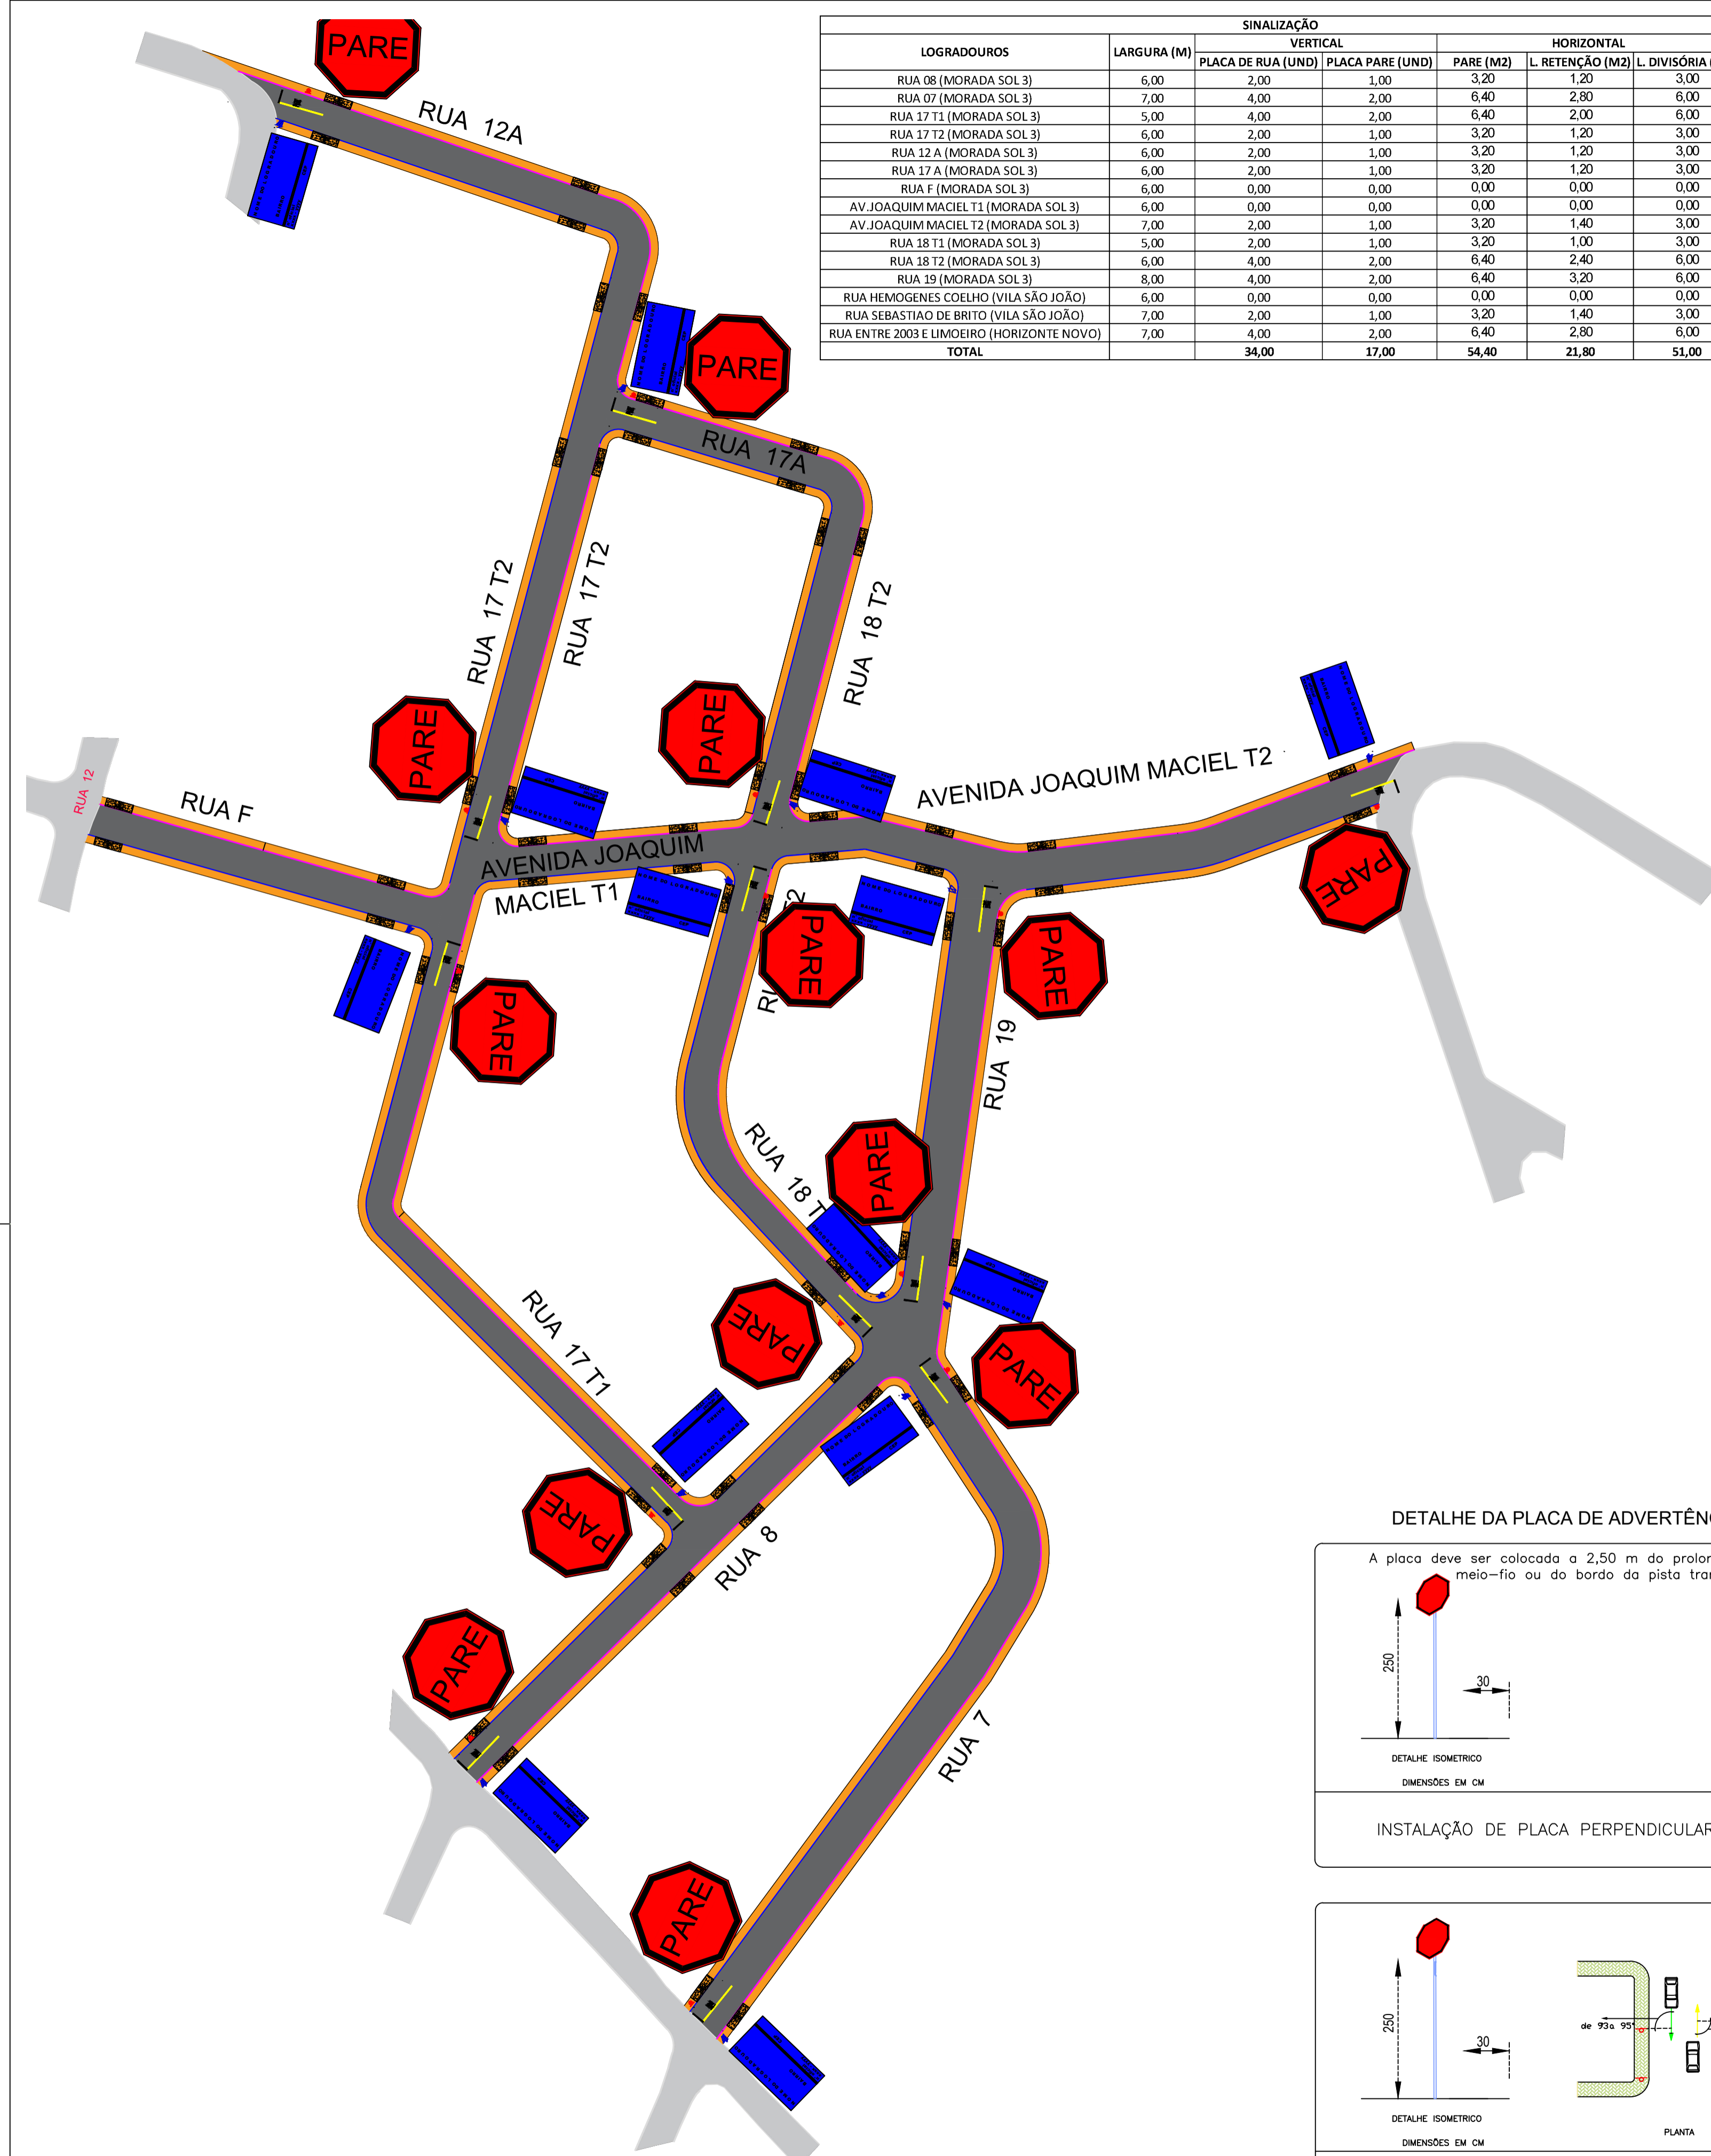 SINALIZAÇÃO
LOGRADOUROS LARGURA (M) VERTICAL HORIZONTAL
PLACA DE RUA (UND) PLACA PARE (UND) PARE (M2) L. RETENÇÃO (M2) L. DIVISÓRIA
RUA 08 (MORADA SOL 3) 6,00 2,00 1,00 3,20 1,20 3,00
RUA 07 (MORADA SOL 3) 7,00 4,00 2,00 6,40 2,80 6,00
RUA 17 T1 (MORADA SOL 3) 5,00 4,00 2,00 6,40 2,00 6,00
RUA 17 T2 (MORADA SOL 3) 6,00 2,00 1,00 3,20 1,20 3,00
RUA 12 A (MORADA SOL 3) 6,00 2,00 1,00 3,20 1,20 3,00
RUA 17 A (MORADA SOL 3) 6,00 2,00 1,00 3,20 1,20 3,00
RUA F (MORADA SOL 3) 6,00 0,00 0,00 0,00 0,00 0,00
AV.JOAQUIM MACIEL T1 (MORADA SOL 3) 6,00 0,00 0,00 0,00 0,00 0,00
AV.JOAQUIM MACIEL T2 (MORADA SOL 3) 7,00 2,00 1,00 3,20 1,40 3,00
RUA 18 T1 (MORADA SOL 3) 5,00 2,00 1,00 3,20 1,00 3,00
RUA 18 T2 (MORADA SOL 3) 6,00 4,00 2,00 6,40 2,40 6,00
RUA 19 (MORADA SOL 3) 8,00 4,00 2,00 6,40 3,20 6,00
RUA HEMOGENES COELHO (VILA SÃO JOÃO) 6,00 0,00 0,00 0,00 0,00 0,00
RUA SEBASTIAO DE BRITO (VILA SÃO JOÃO) 7,00 2,00 1,00 3,20 1,40 3,00
RUA ENTRE 2003 E LIMOEIRO (HORIZONTE NOVO) 7,00 4,00 2,00 6,40 2,80 6,00
TOTAL 34,00 17,00 54,40 21,80 51,00
PARE
RUA 12A
PARE
RUA 17A
RUA 17 T2
RUA 17 T2
RUA 18 T2
PARE
PARE
RUA 12
RUA F
AVENIDA JOAQUIM MACIEL T2
AVENIDA JOAQUIM
MACIEL T1
PARE
PARE
PARE
PARE
RUA 19
RUA 18
PARE
PARE
PARE
RUA 17 T1
PARE
RUA 8
PARE
RUA 7
PARE
DETALHE DA PLACA DE
A placa deve ser colocada a 2,50 m do
meio-fio ou do bordo da pista
250
30
DETALHE ISOMETRICO
DIMENSÕES EM CM
INSTALAÇÃO DE PLACA PERPENDICULAR
250
30
de 93a 95°
DETALHE ISOMETRICO
PLANTA
DIMENSÕES EM CM